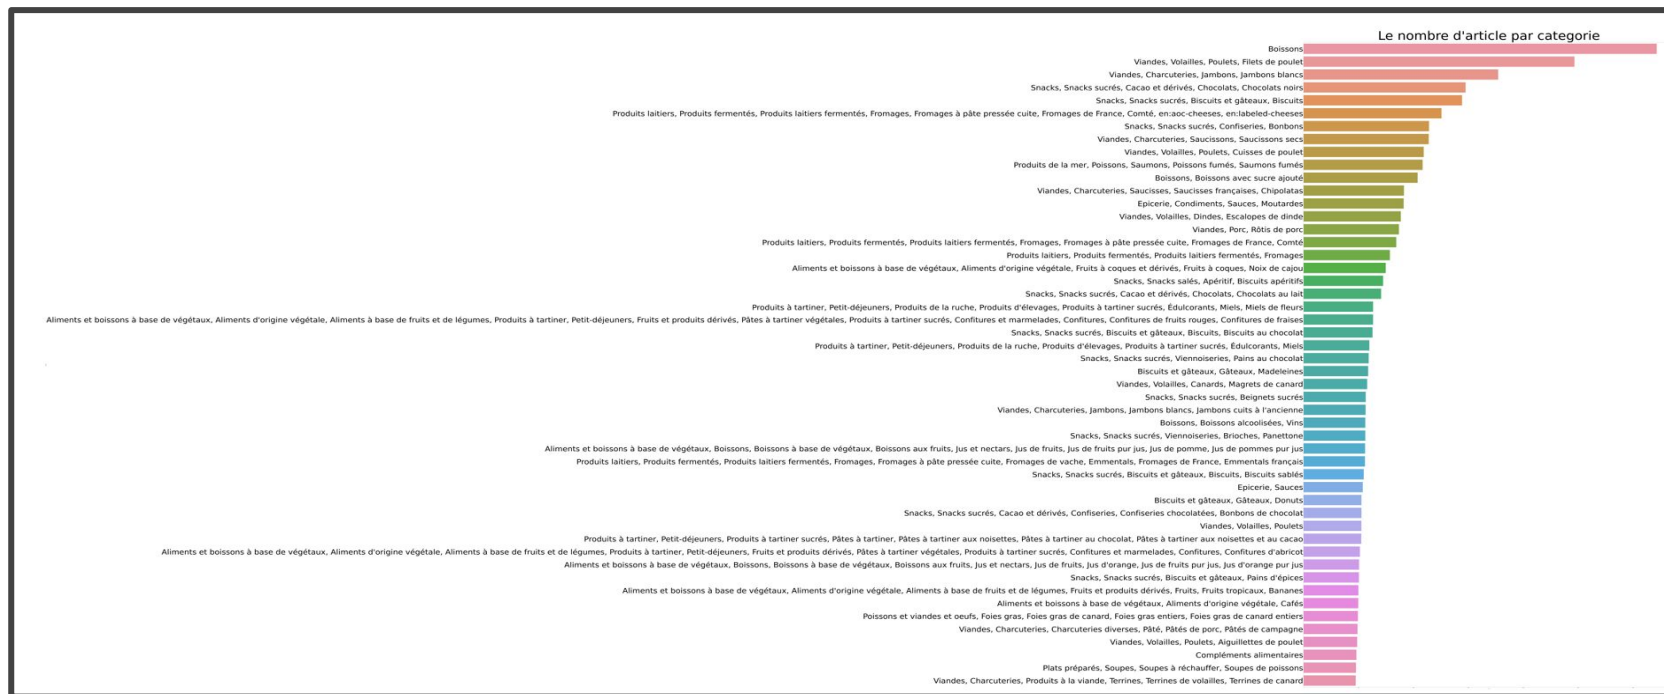 Le nombre d'article par categorie
Boissons
Viandes, Volailles, Poulets, Filets de poulet
Viandes, Charcuteries, Jambons, Jambons blancs
Snacks, Snacks sucrés, Cacao et dérivés, Chocolats, Chocolats noirs
Snacks, Snacks sucrés, Biscuits et gâteaux, Biscuits
Produits laitiers, Produits fermentés, Produits laitiers fermentés, Fromages, Fromages à pâte pressée cuite, Fromages de France, Comté, en:aoc-cheeses, en:labeled-cheeses
Snacks, Snacks sucrés, Confiseries, Bonbons
Viandes, Charcuteries, Saucissons, Saucissons secs
Viandes, Volailles, Poulets, Cuisses de poulet
Produits de la mer, Poissons, Saumons, Poissons fumés, Saumons fumés
Boissons, Boissons avec sucre ajouté
Viandes, Charcuteries, Saucisses, Saucisses françaises, Chipolatas
Epicerie, Condiments, Sauces, Moutardes
Viandes, Volailles, Dindes, Escalopes de dinde
Viandes, Porc, Rôtis de porc
Produits laitiers, Produits fermentés, Produits laitiers fermentés, Fromages, Fromages à pâte pressée cuite, Fromages de France, Comté
Produits laitiers, Produits fermentés, Produits laitiers fermentés, Fromages
Aliments et boissons à base de végétaux, Aliments d'origine végétale, Fruits à coques et dérivés, Fruits à coques, Noix de cajou
Snacks, Snacks salés, Apéritif, Biscuits apéritifs
Snacks, Snacks sucrés, Cacao et dérivés, Chocolats, Chocolats au lait
Produits à tartiner, Petit-déjeuners, Produits de la ruche, Produits d'élevages, Produits à tartiner sucrés, Édulcorants, Miels, Miels de fleurs
Aliments et boissons à base de végétaux, Aliments d'origine végétale, Aliments à base de fruits et de légumes, Produits à tartiner, Petit-déjeuners, Fruits et produits dérivés, Pâtes à tartiner végétales, Produits à tartiner sucrés, Confitures et marmelades, Confitures, Confitures de fruits rouges, Confitures de fraises
Snacks, Snacks sucrés, Biscuits et gâteaux, Biscuits, Biscuits au chocolat
Produits à tartiner, Petit-déjeuners, Produits de la ruche, Produits d'élevages, Produits à tartiner sucrés, Édulcorants, Miels
Snacks, Snacks sucrés, Viennoiseries, Pains au chocolat
Biscuits et gâteaux, Gâteaux, Madeleines
Viandes, Volailles, Canards, Magrets de canard
Snacks, Snacks sucrés, Beignets sucrés
Viandes, Charcuteries, Jambons, Jambons blancs, Jambons cuits à l'ancienne
Boissons, Boissons alcoolisées, Vins
Snacks, Snacks sucrés, Viennoiseries, Brioches, Panettone
Aliments et boissons à base de végétaux, Boissons, Boissons à base de végétaux, Boissons aux fruits, Jus et nectars, Jus de fruits, Jus de fruits pur jus, Jus de pomme, Jus de pommes pur jus
Produits laitiers, Produits fermentés, Produits laitiers fermentés, Fromages, Fromages à pâte pressée cuite, Fromages de vache, Emmentals, Fromages de France, Emmentals français
Snacks, Snacks sucrés, Biscuits et gâteaux, Biscuits, Biscuits sablés
Epicerie, Sauces
Biscuits et gâteaux, Gâteaux, Donuts
Snacks, Snacks sucrés, Cacao et dérivés, Confiseries, Confiseries chocolatées, Bonbons de chocolat
Viandes, Volailles, Poulets
Produits à tartiner, Petit-déjeuners, Produits à tartiner sucrés, Pâtes à tartiner, Pâtes à tartiner aux noisettes, Pâtes à tartiner au chocolat, Pâtes à tartiner aux noisettes et au cacao
Aliments et boissons à base de végétaux, Aliments d'origine végétale, Aliments à base de fruits et de légumes, Produits à tartiner, Petit-déjeuners, Fruits et produits dérivés, Pâtes à tartiner végétales, Produits à tartiner sucrés, Confitures et marmelades, Confitures, Confitures d'abricot
Aliments et boissons à base de végétaux, Boissons, Boissons à base de végétaux, Boissons aux fruits, Jus et nectars, Jus de fruits, Jus d'orange, Jus de fruits pur jus, Jus d'orange pur jus
Snacks, Snacks sucrés, Biscuits et gâteaux, Pains d'épices
Aliments et boissons à base de végétaux, Aliments d'origine végétale, Aliments à base de fruits et de légumes, Fruits et produits dérivés, Fruits, Fruits tropicaux, Bananes
Aliments et boissons à base de végétaux, Aliments d'origine végétale, Cafés
Poissons et viandes et oeufs, Foies gras, Foies gras de canard, Foies gras entiers, Foies gras de canard entiers
Viandes, Charcuteries, Charcuteries diverses, Pâté, Pâtés de porc, Pâtés de campagne
Viandes, Volailles, Poulets, Aiguillettes de poulet
Compléments alimentaires
Plats préparés, Soupes, Soupes à réchauffer, Soupes de poissons
Viandes, Charcuteries, Produits à la viande, Terrines, Terrines de volailles, Terrines de canard